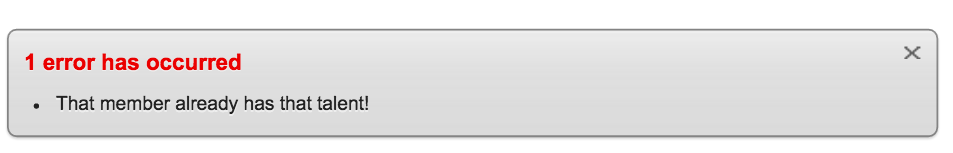 1 error has occurred
That member already has that talent!